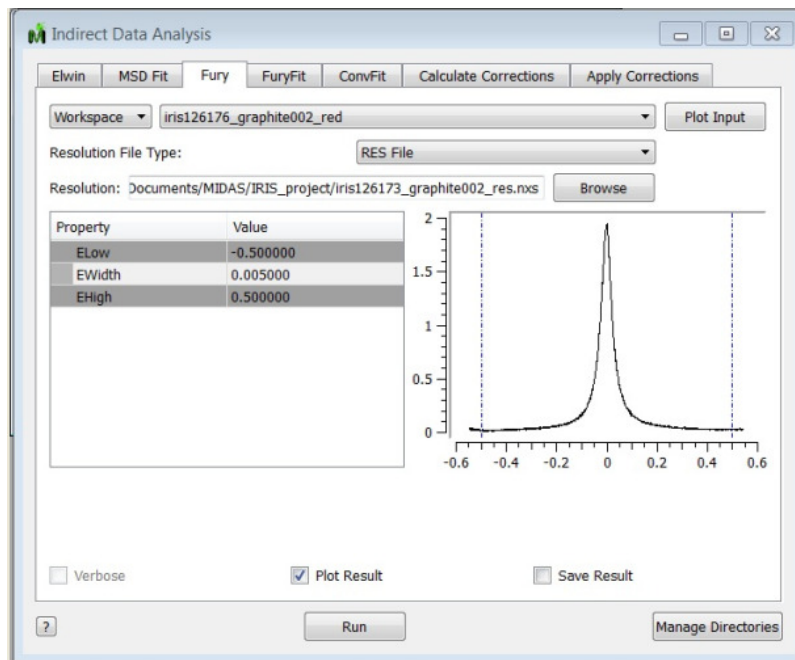 Indirect Data Analysis
Elwin MSD Fit Fury FuryFit ConvFit Calculate Corrections Apply Corrections
Workspace iris126176_graphite002_red Plot Input
Resolution File Type: RES File
Resolution: Documents/MIDAS/IRIS_project/iris126173_graphite002_res.nxs Browse
Property Value
ELow -0.500000
EWidth 0.005000
EHigh 0.500000
2
1.5
1
0.5
0
-0.6 -0.4 -0.2 0 0.2 0.4 0.6
Verbose Plot Result Save Result
? Run Manage Directories